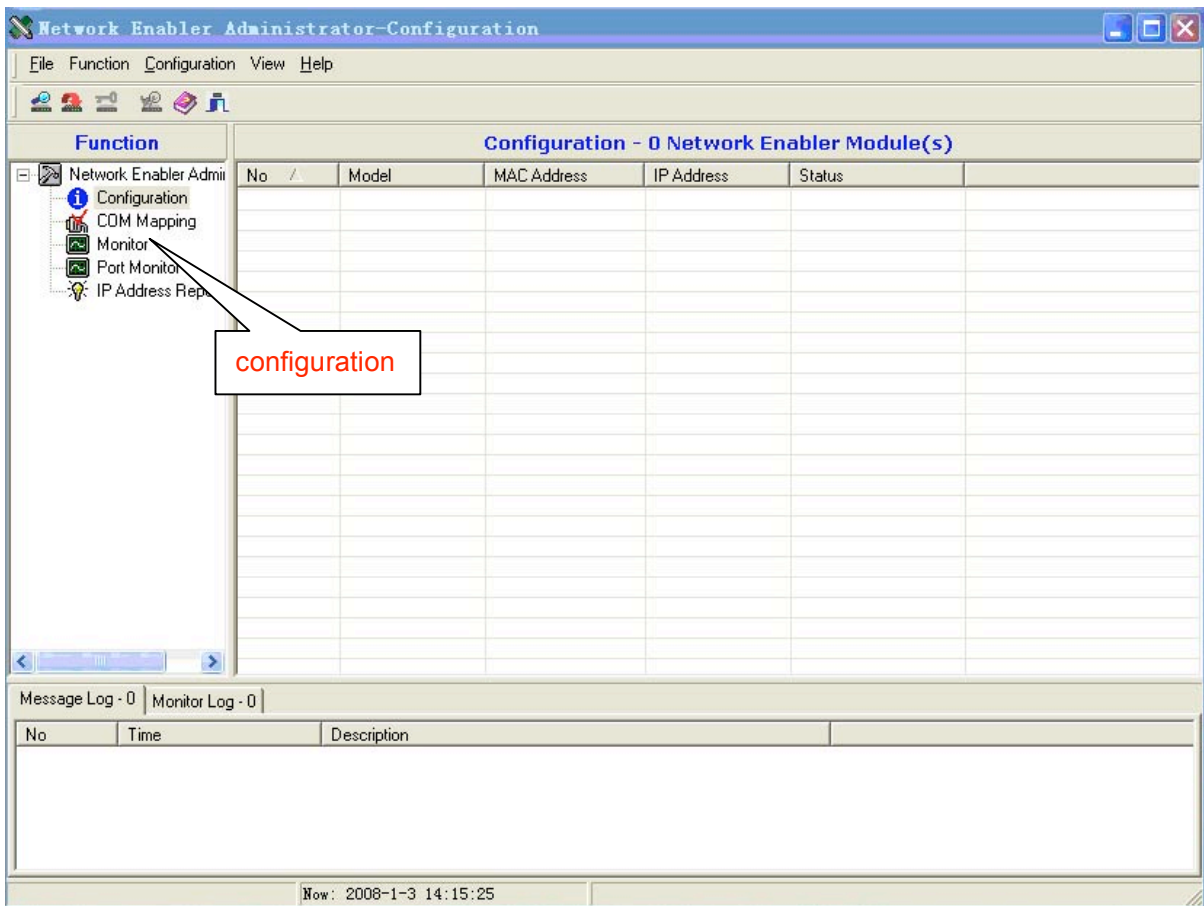 Network Enabler Administrator-Configuration
File Function Configuration View Help
Function
Configuration - 0 Network Enabler Module(s)
Network Enabler Admin
No Model MAC Address IP Address Status
Configuration
COM Mapping
Monitor
Port Monitor
IP Address Repo
configuration
Message Log - 0 Monitor Log - 0
No Time Description
Now: 2008-1-3 14:15:25